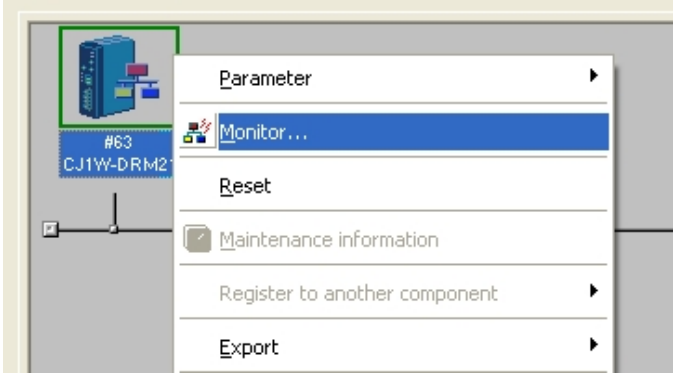 #63
CJ1W-DRM21
Parameter
Monitor...
Reset
Maintenance information
Register to another component
Export